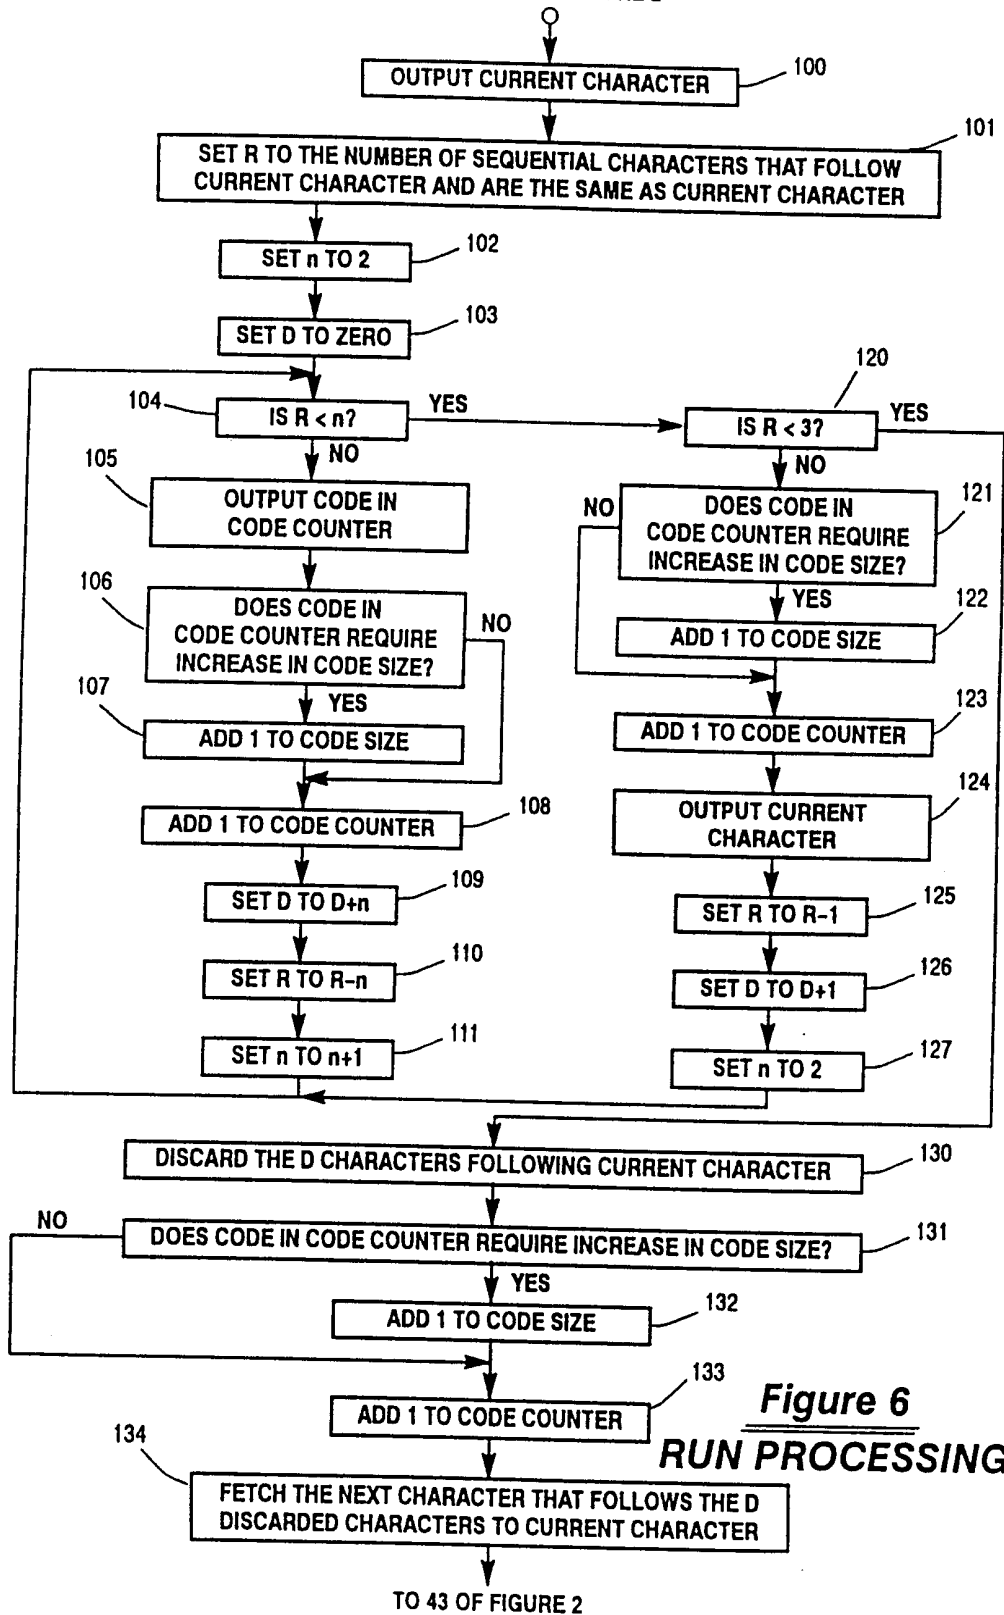 OUTPUT CURRENT CHARACTER
100
101
SET R TO THE NUMBER OF SEQUENTIAL CHARACTERS THAT FOLLOW
CURRENT CHARACTER AND ARE THE SAME AS CURRENT CHARACTER
SET n TO 2
102
SET D TO ZERO
103
104
IS R < n?
YES
NO
120
IS R < 3?
YES
NO
105
OUTPUT CODE IN
CODE COUNTER
106
DOES CODE IN
CODE COUNTER REQUIRE
INCREASE IN CODE SIZE?
NO
YES
107
ADD 1 TO CODE SIZE
ADD 1 TO CODE COUNTER
108
SET D TO D+n
109
SET R TO R–n
110
SET n TO n+1
111
NO
DOES CODE IN
CODE COUNTER REQUIRE
INCREASE IN CODE SIZE?
121
YES
ADD 1 TO CODE SIZE
122
ADD 1 TO CODE COUNTER
123
OUTPUT CURRENT
CHARACTER
124
SET R TO R–1
125
SET D TO D+1
126
SET n TO 2
127
DISCARD THE D CHARACTERS FOLLOWING CURRENT CHARACTER
130
NO
DOES CODE IN CODE COUNTER REQUIRE INCREASE IN CODE SIZE?
131
YES
ADD 1 TO CODE SIZE
132
ADD 1 TO CODE COUNTER
133
134
FETCH THE NEXT CHARACTER THAT FOLLOWS THE D
DISCARDED CHARACTERS TO CURRENT CHARACTER
TO 43 OF FIGURE 2
Figure 6
RUN PROCESSING